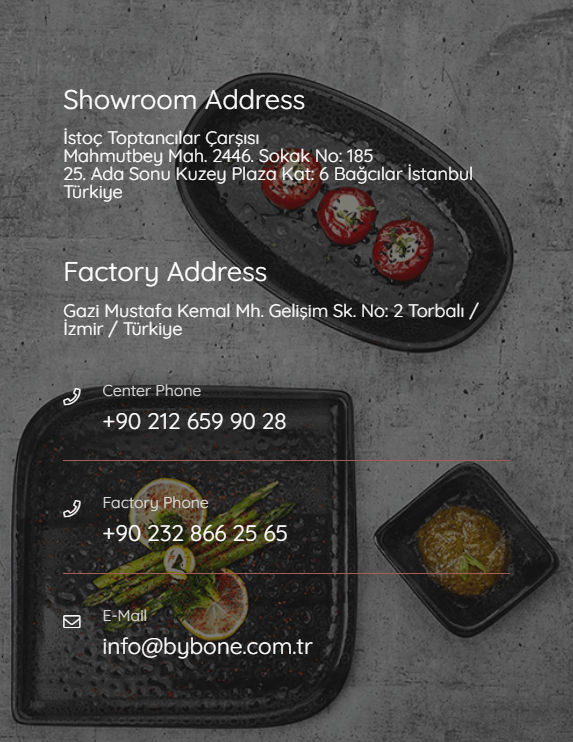 Showroom Address
İstoç Toptancılar Çarşısı
Mahmutbey Mah. 2446. Sokak No: 185
25. Ada Sonu Kuzey Plaza Kat: 6 Bağcılar İstanbul
Türkiye
Factory Address
Gazi Mustafa Kemal Mh. Gelişim Sk. No: 2 Torbalı /
İzmir / Türkiye
Center Phone
+90 212 659 90 28
Factory Phone
+90 232 866 25 65
E-Mail
info@bybone.com.tr